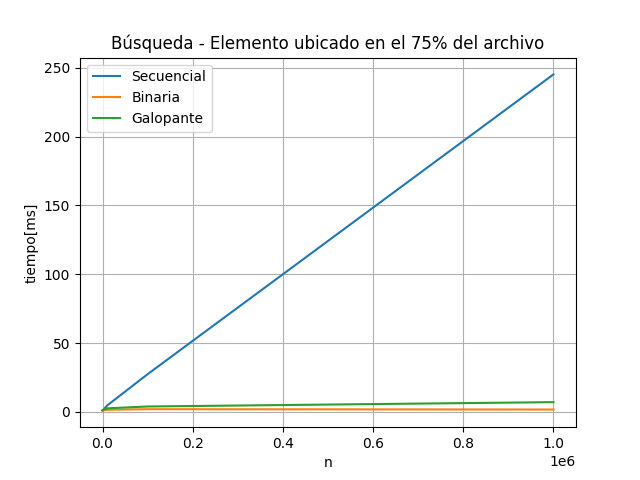 Búsqueda - Elemento ubicado en el 75% del archivo
Secuencial
Binaria
Galopante
tiempo[ms]
250
200
150
100
50
0
0.0 0.2 0.4 0.6 0.8 1.0
1e6
n